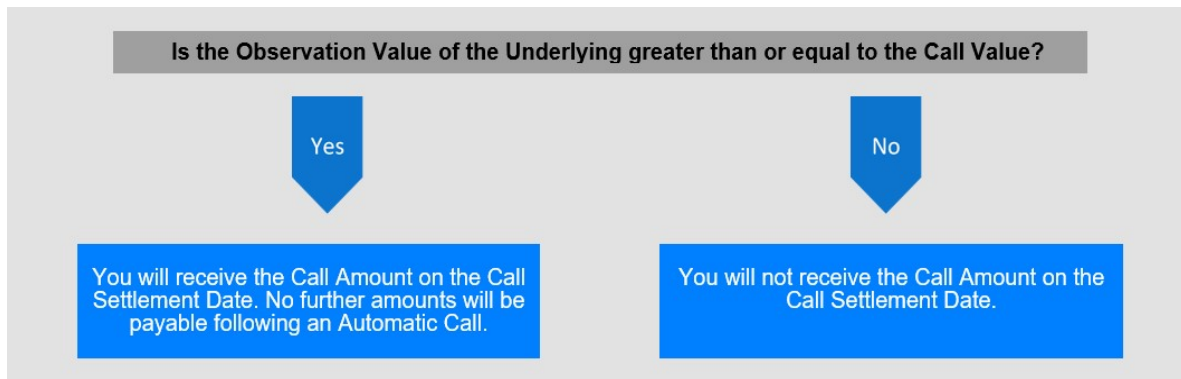 Is the Observation Value of the Underlying greater than or equal to the Call Value?
Yes
No
You will receive the Call Amount on the Call
Settlement Date. No further amounts will be
payable following an Automatic Call.
You will not receive the Call Amount on the
Call Settlement Date.